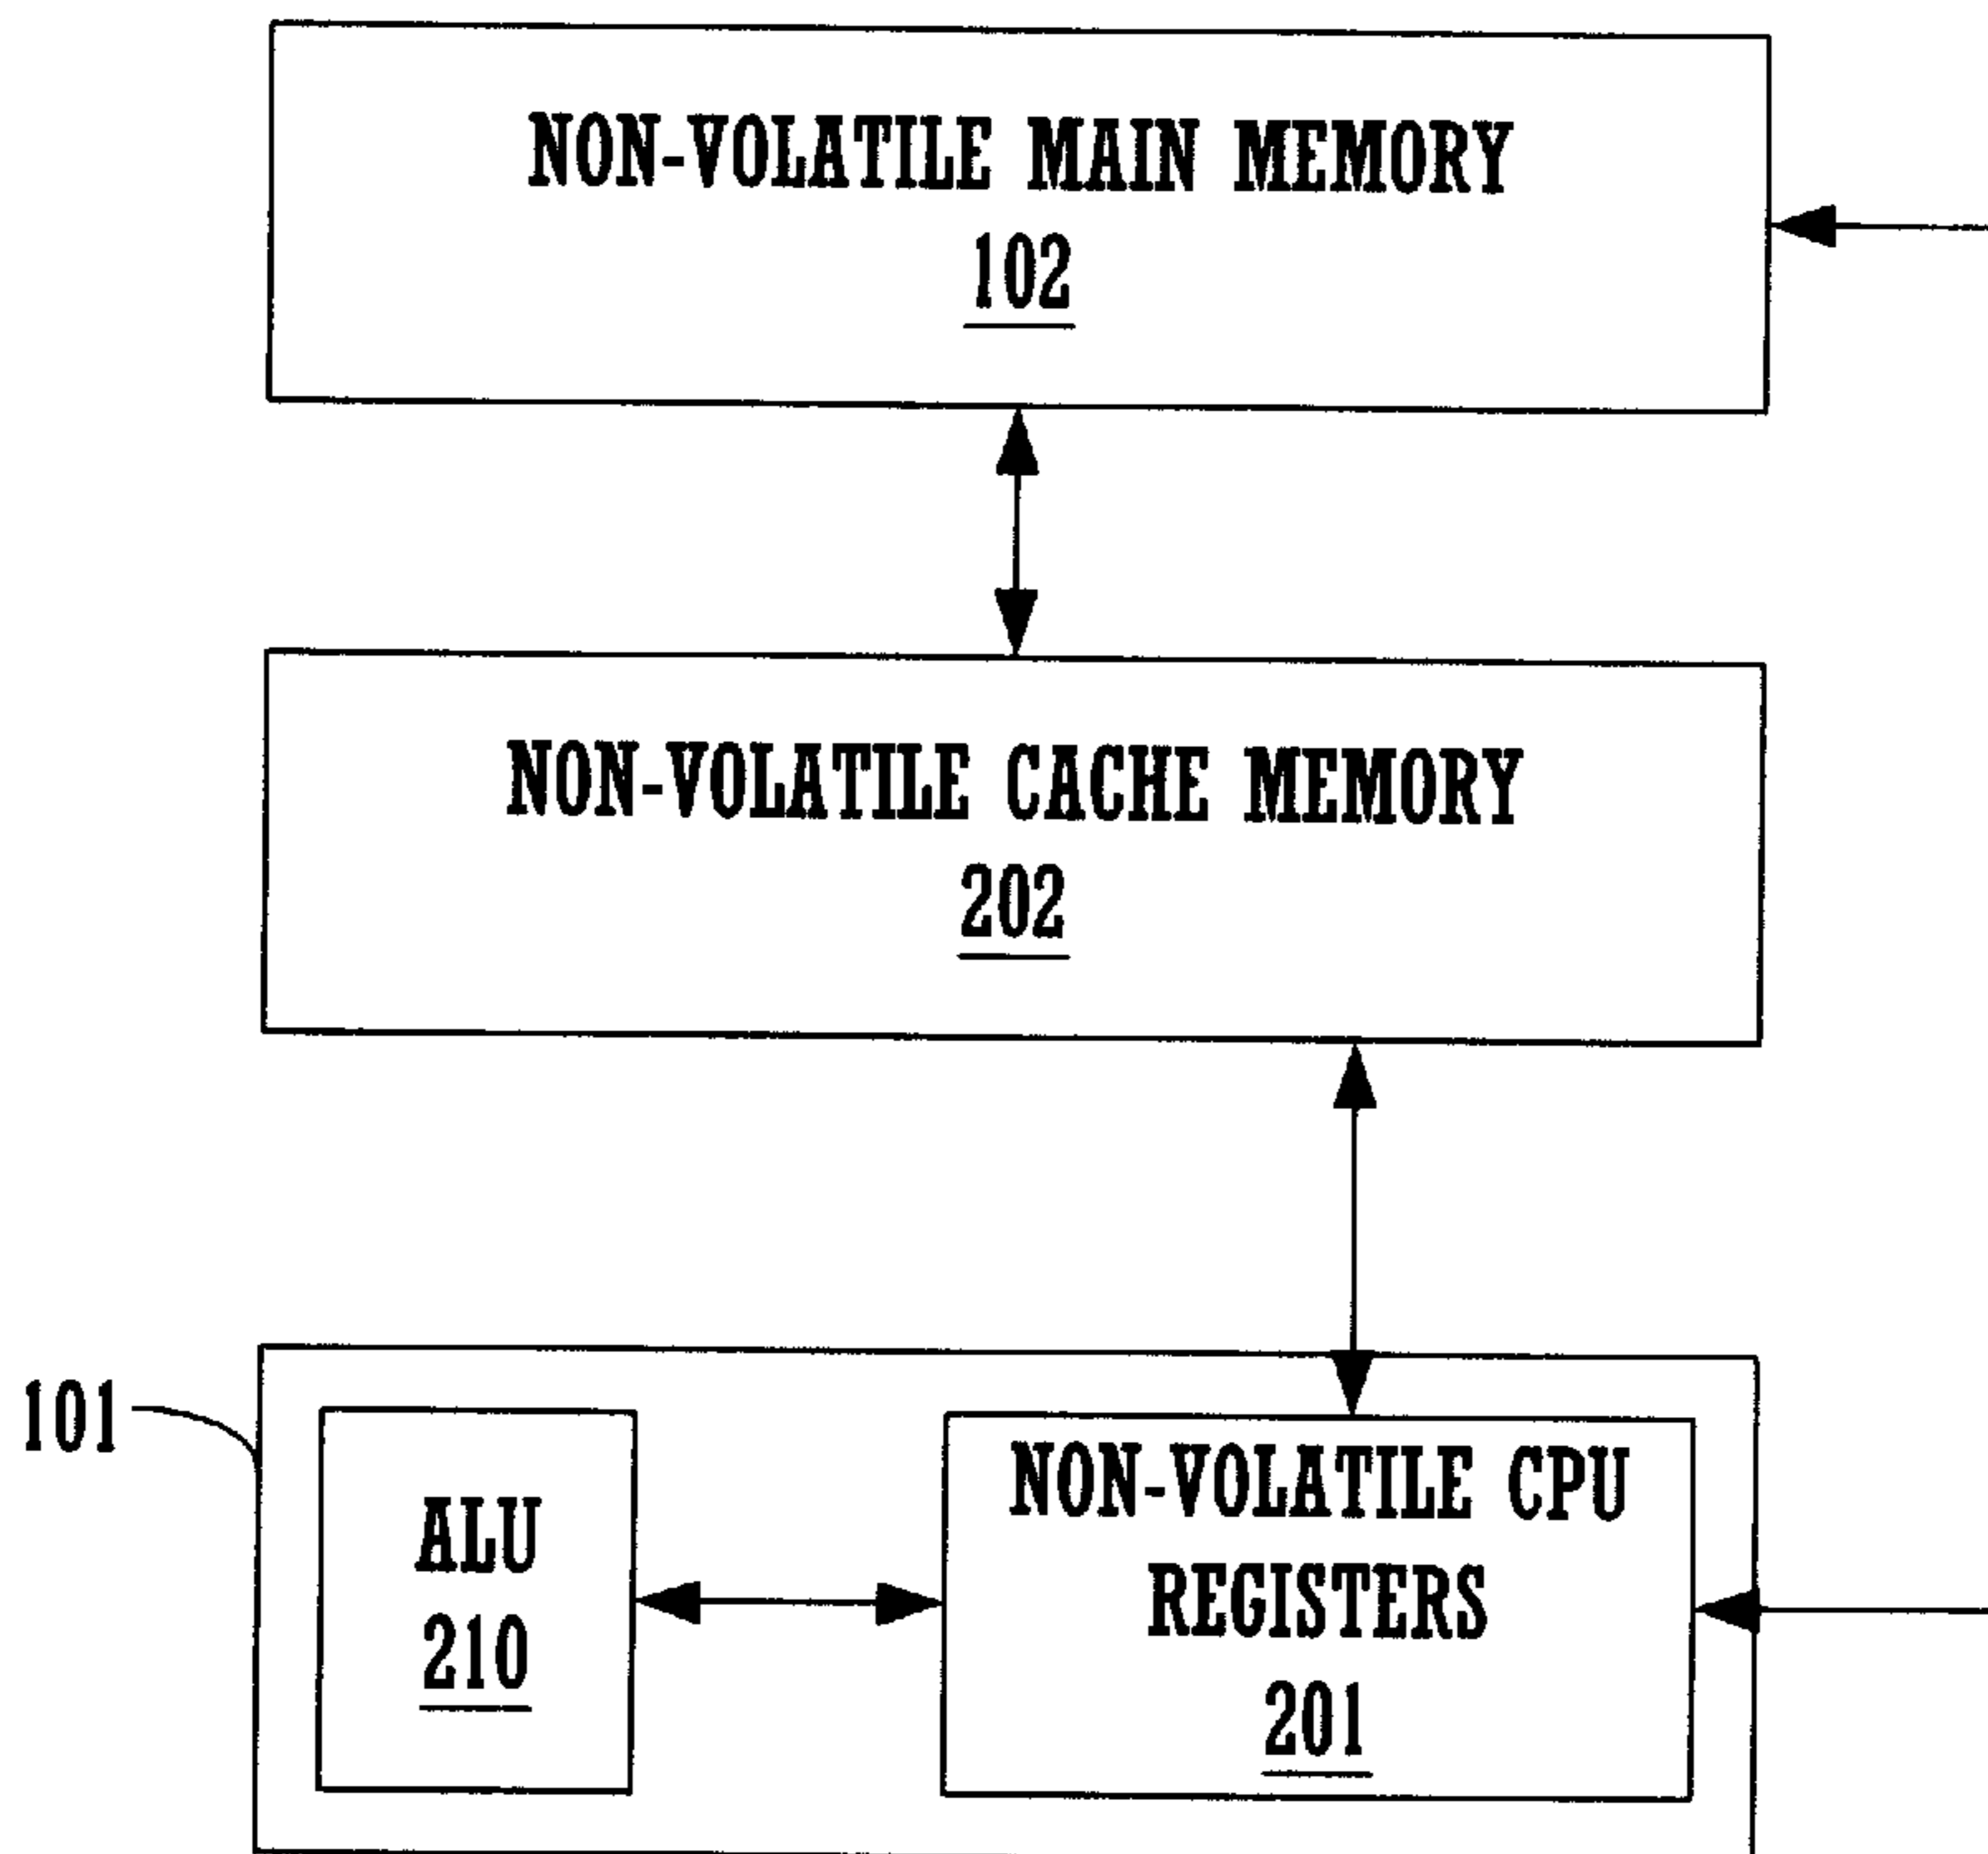 NON-VOLATILE MAIN MEMORY
102
NON-VOLATILE CACHE MEMORY
202
101
ALU
210
NON-VOLATILE CPU
REGISTERS
201